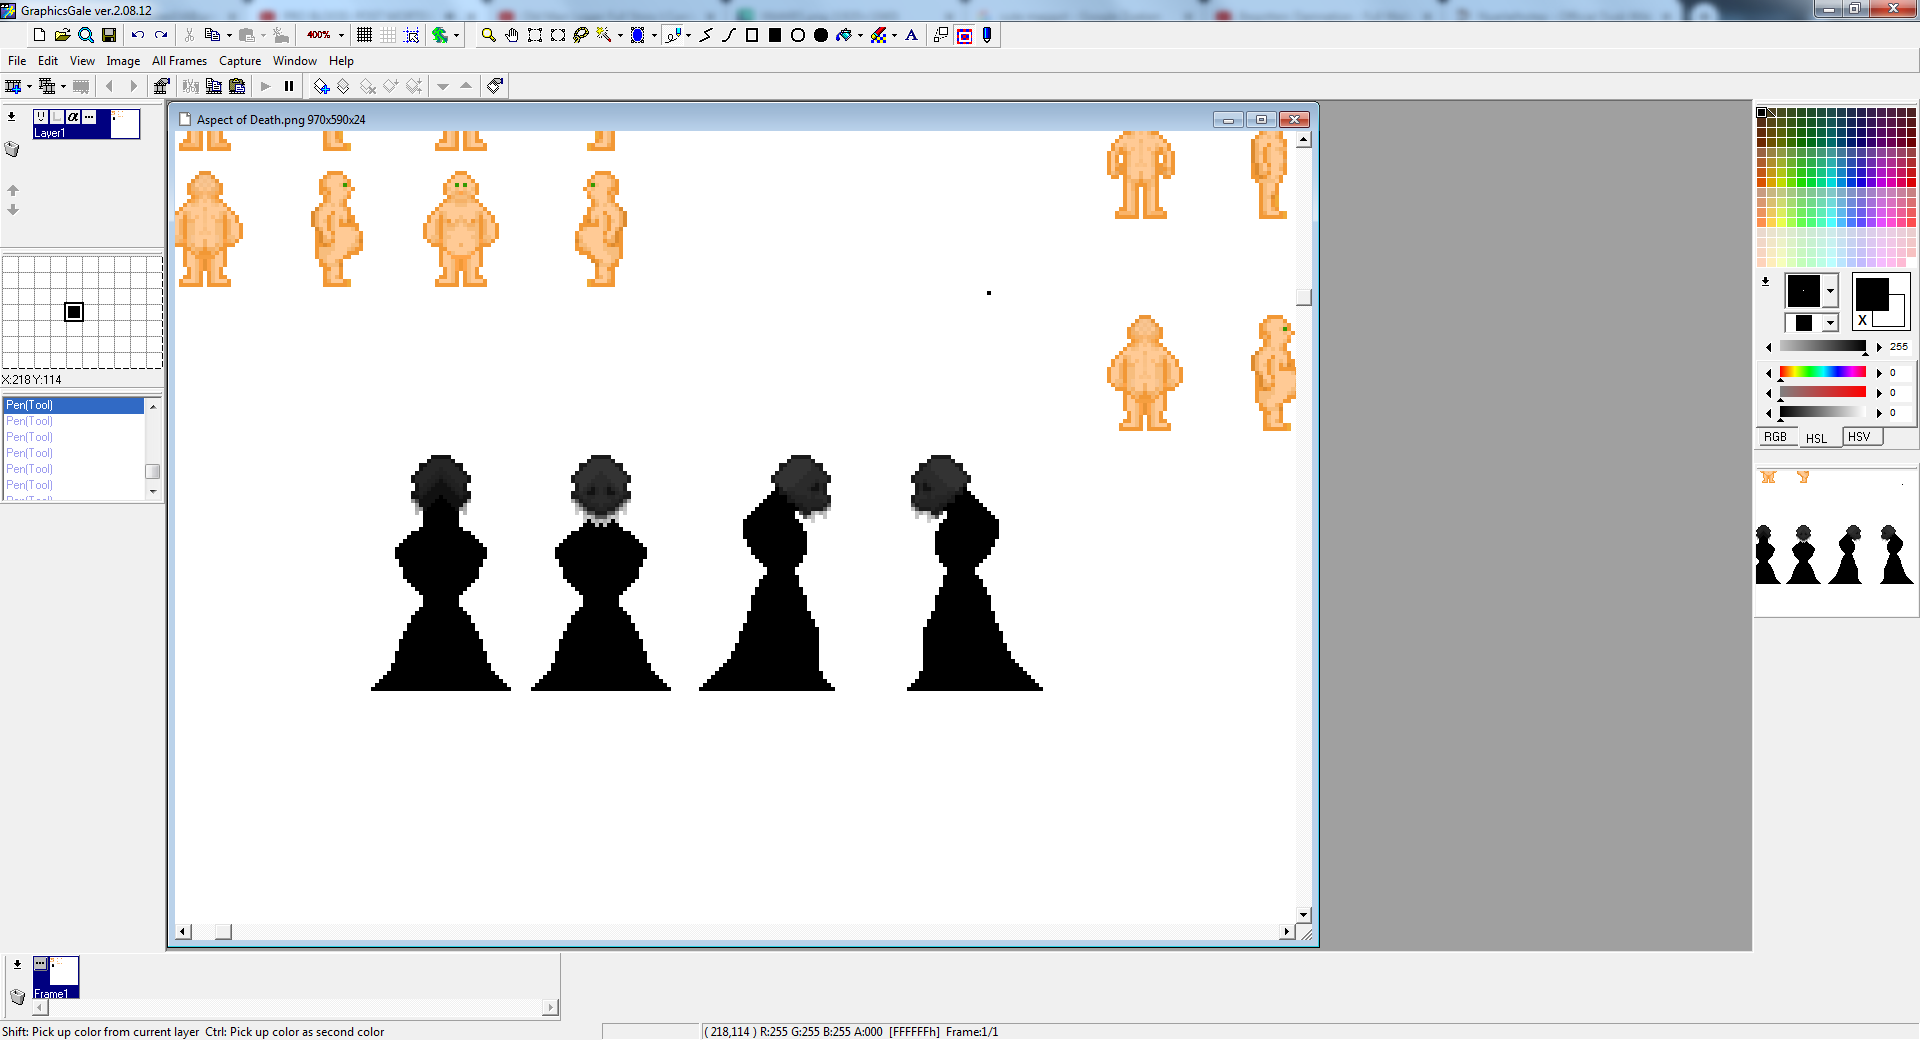 GraphicsGale ver.2.08.12
400%
A
File Edit View Image All Frames Capture Window Help
α
Layer1
Aspect of Death.png 970x590x24
X:218 Y:114
Pen(Tool)
Pen(Tool)
Pen(Tool)
Pen(Tool)
Pen(Tool)
Pen(Tool)
X
255
0
0
0
RGB HSL HSV
Frame1
Shift: Pick up color from current layer Ctrl: Pick up color as second color
( 218,114 ) R:255 G:255 B:255 A:000 [FFFFFFh] Frame:1/1